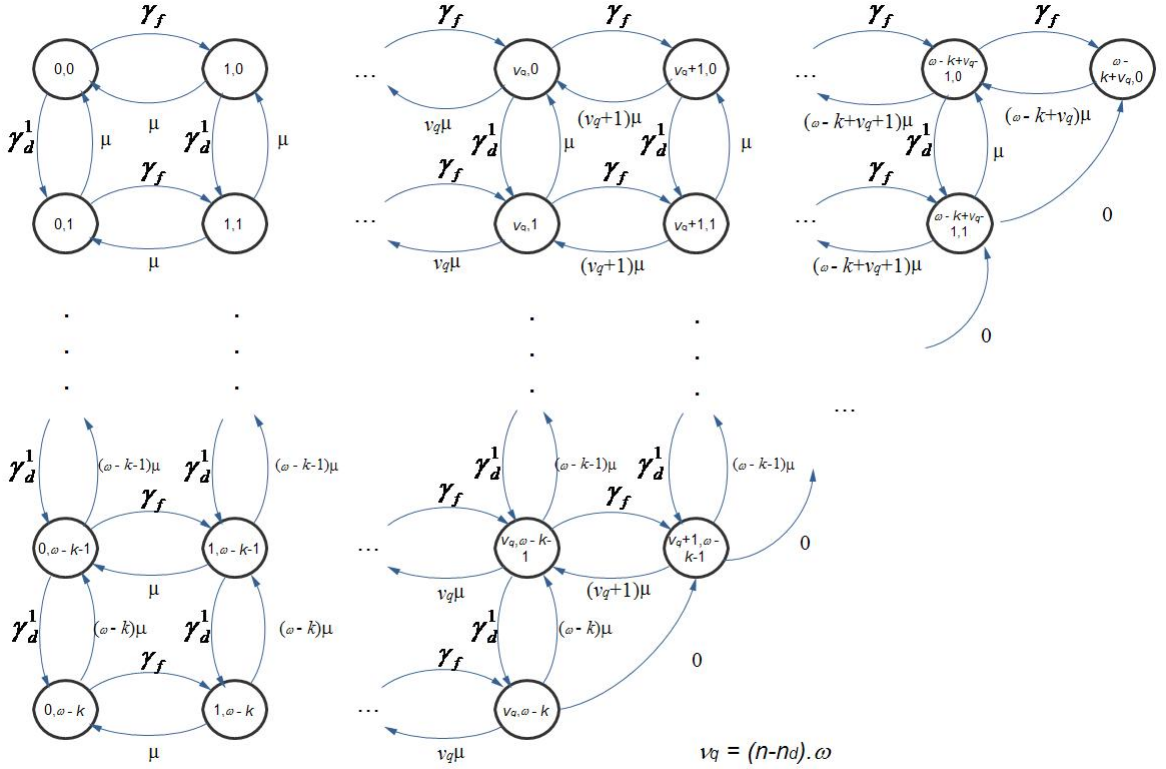 γf γf γf γf γf
0,0 1,0 ... vq,0 vq+1,0 ... ω- k+vq- 1,0 ω- k+vq,0
μ vqμ (vq+1)μ (ω- k+vq+1)μ (ω- k+vq)μ
γd1 μ γd1 μ γd1 μ γd1 μ γd1 μ
γf γf γf γf
0,1 1,1 ... vq,1 vq+1,1 ... ω- k+vq- 1,1 0
μ vqμ (vq+1)μ (ω- k+vq+1)μ
. . . . 0
. . . .
. . . .
...
γd1 (ω- k-1)μ γd1 (ω- k-1)μ γd1 (ω- k-1)μ γd1 (ω- k-1)μ
γf γf γf
0,ω- k-1 1,ω- k-1 ... vq,ω- k- 1 vq+1,ω- k-1 0
μ vqμ (vq+1)μ
γd1 (ω- k)μ γd1 (ω- k)μ γd1 (ω- k)μ
γf γf 0
0,ω- k 1,ω- k ... vq,ω- k
μ vqμ
vq = (n-nd).ω